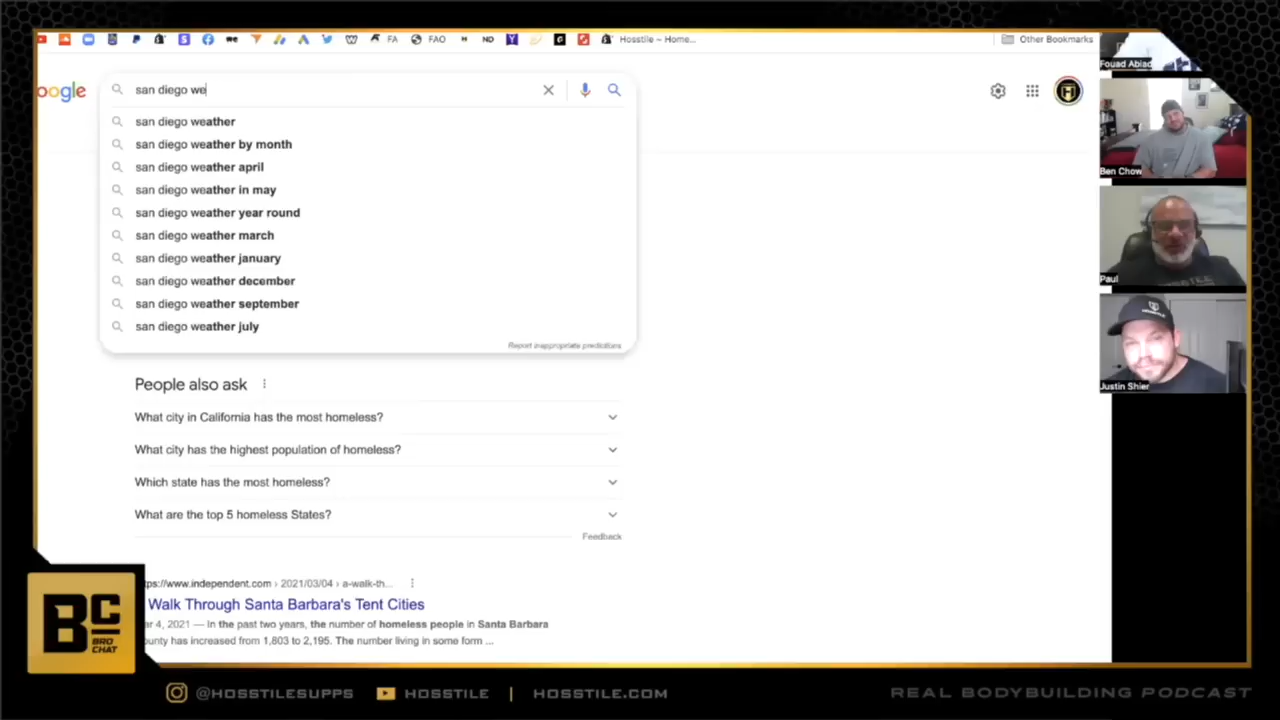 FA
FAO
ND
Hosstile ~ Home...
Other Bookmarks
oogle
san diego we
san diego weather
san diego weather by month
san diego weather april
san diego weather in may
san diego weather year round
san diego weather march
san diego weather january
san diego weather december
san diego weather september
san diego weather july
Report inappropriate predictions
People also ask
What city in California has the most homeless?
What city has the highest population of homeless?
Which state has the most homeless?
What are the top 5 homeless States?
Feedback
tps://www.independent.com › 2021/03/04 › a-walk-th...
Walk Through Santa Barbara's Tent Cities
ar 4, 2021 — In the past two years, the number of homeless people in Santa Barbara
ounty has increased from 1,803 to 2,195. The number living in some form ...
Fouad Abiad
Ben Chow
Paul
Justin Shier
BC
BRO
CHAT
@HOSSTILESUPPS
HOSSTILE
|
HOSSTILE.COM
REAL BODYBUILDING PODCAST